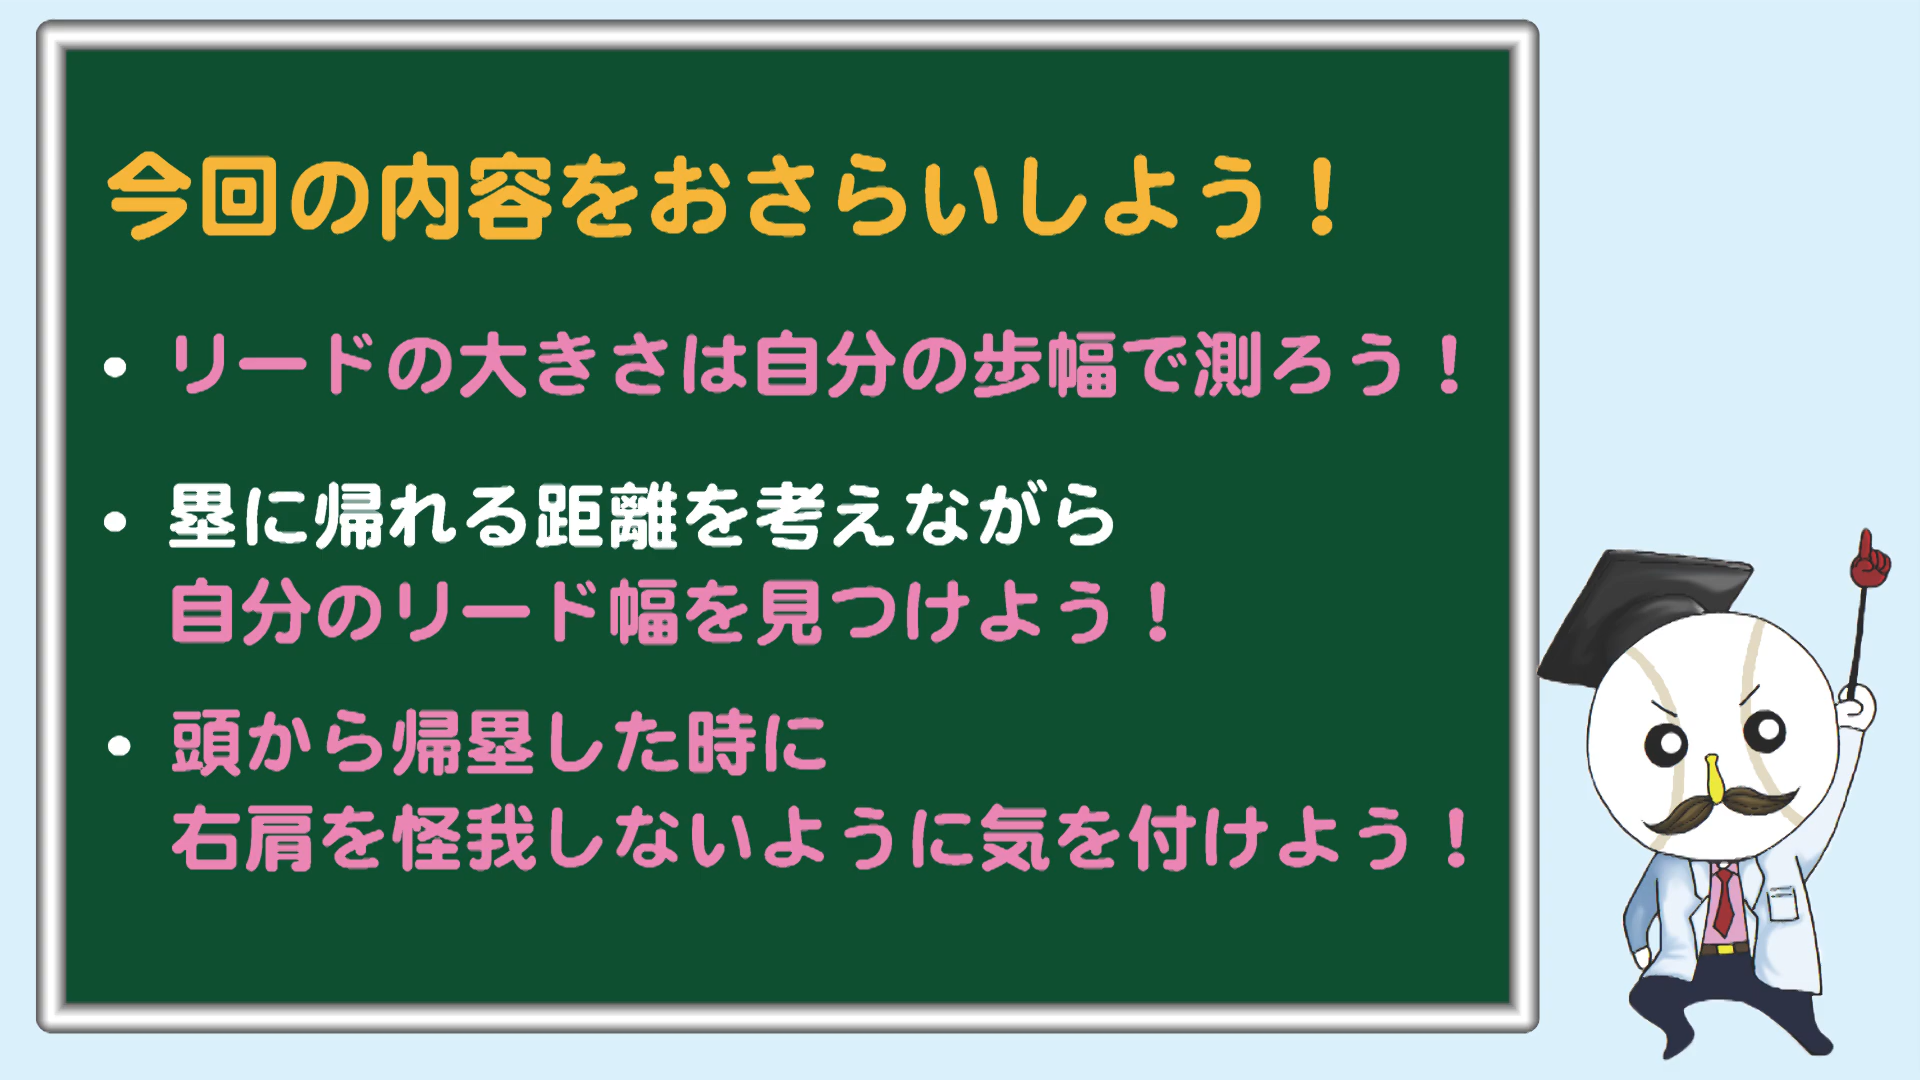 今回の内容をおさらいしよう！
• リードの大きさは自分の歩幅で測ろう！
• 塁に帰れる距離を考えながら
自分のリード幅を見つけよう！
• 頭から帰塁した時に
右肩を怪我しないように気を付けよう！